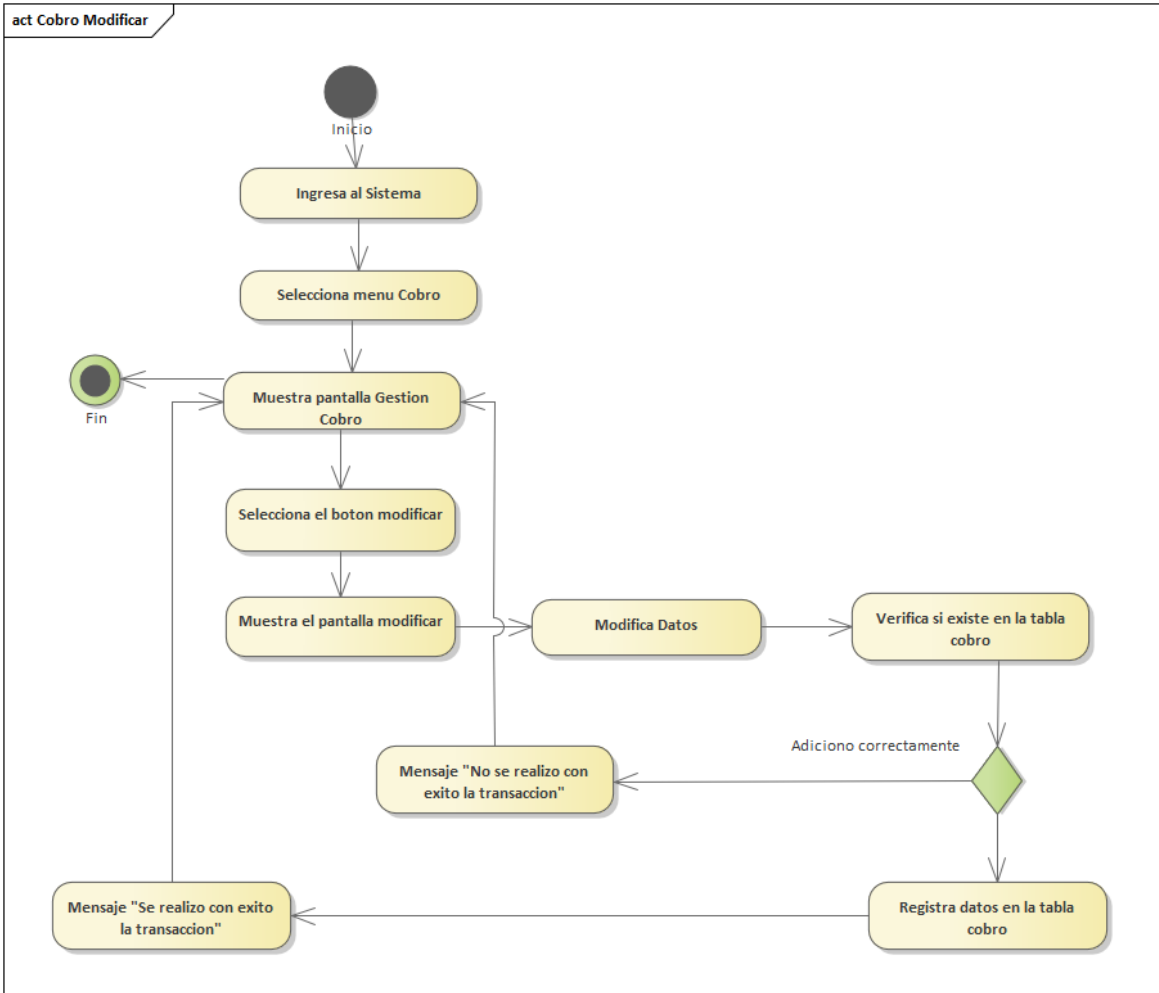 act Cobro Modificar
Inicio
Ingresa al Sistema
Selecciona menu Cobro
Muestra pantalla Gestion
Cobro
Fin
Selecciona el boton modificar
Muestra el pantalla modificar
Modifica Datos
Verifica si existe en la tabla
cobro
Adiciono correctamente
Mensaje "No se realizo con
exito la transaccion"
Mensaje "Se realizo con exito
la transaccion"
Registra datos en la tabla
cobro